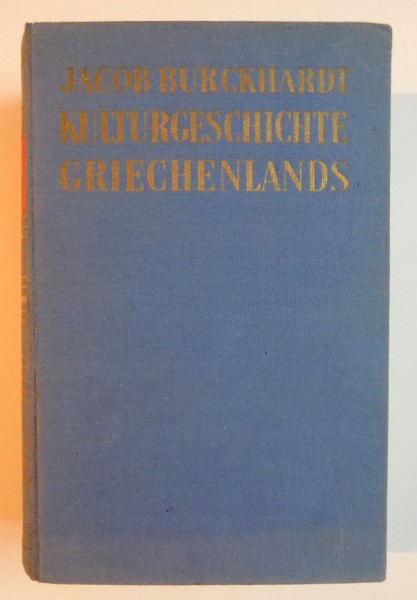 JACOB BURCKHARDT
KULTURGESCHICHTE
GRIECHENLANDS